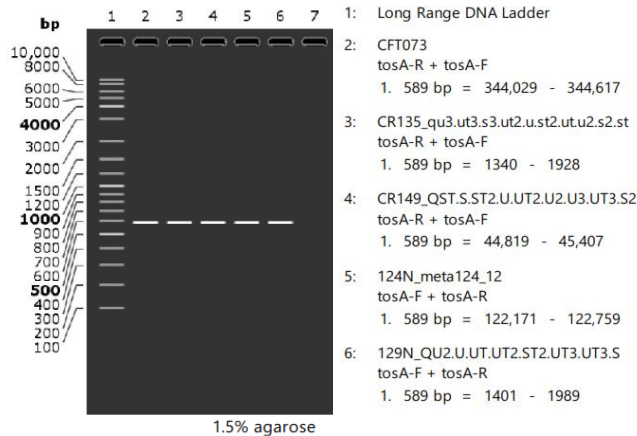 bp
1 2 3 4 5 6 7
10,000
8000
6000
5000
4000
3000
2000
1500
1200
1000
900
800
700
600
500
400
300
200
100
1.5% agarose
1: Long Range DNA Ladder
2: CFT073
tosA-R + tosA-F
1. 589 bp = 344,029 - 344,617
3: CR135_qu3.ut3.s3.ut2.u.st2.ut.u2.s2.st
tosA-R + tosA-F
1. 589 bp = 1340 - 1928
4: CR149_QST.S.ST2.U.UT2.U2.U3.UT3.S2
tosA-R + tosA-F
1. 589 bp = 44,819 - 45,407
5: 124N_meta124_12
tosA-F + tosA-R
1. 589 bp = 122,171 - 122,759
6: 129N_QU2.U.UT.UT2.ST2.UT3.UT3.S
tosA-F + tosA-R
1. 589 bp = 1401 - 1989